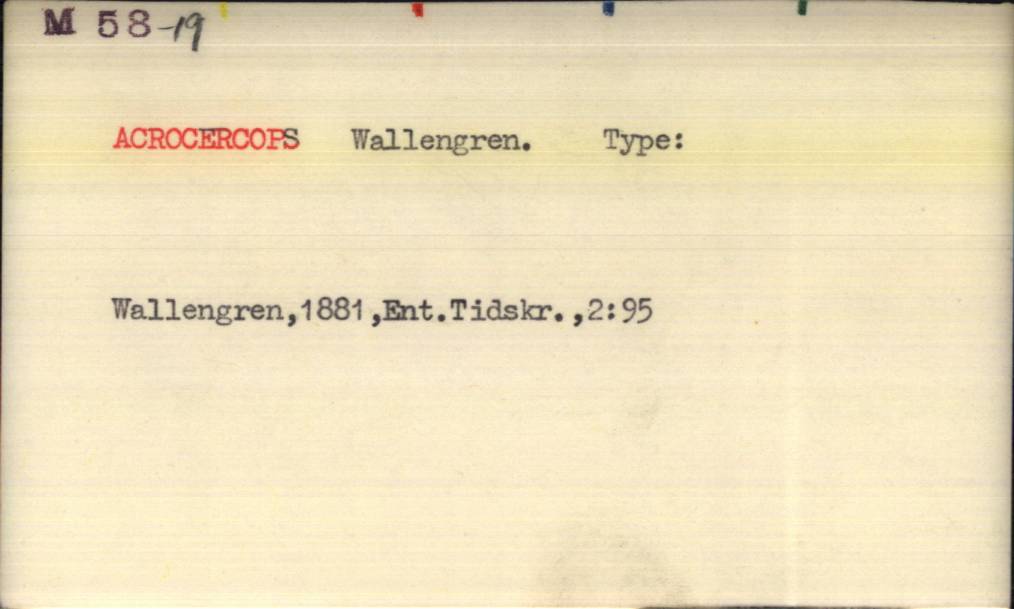 M 58-19
ACROCERCOPS Wallengren. Type:
Wallengren,1881,Ent.Tidskr.,2:95